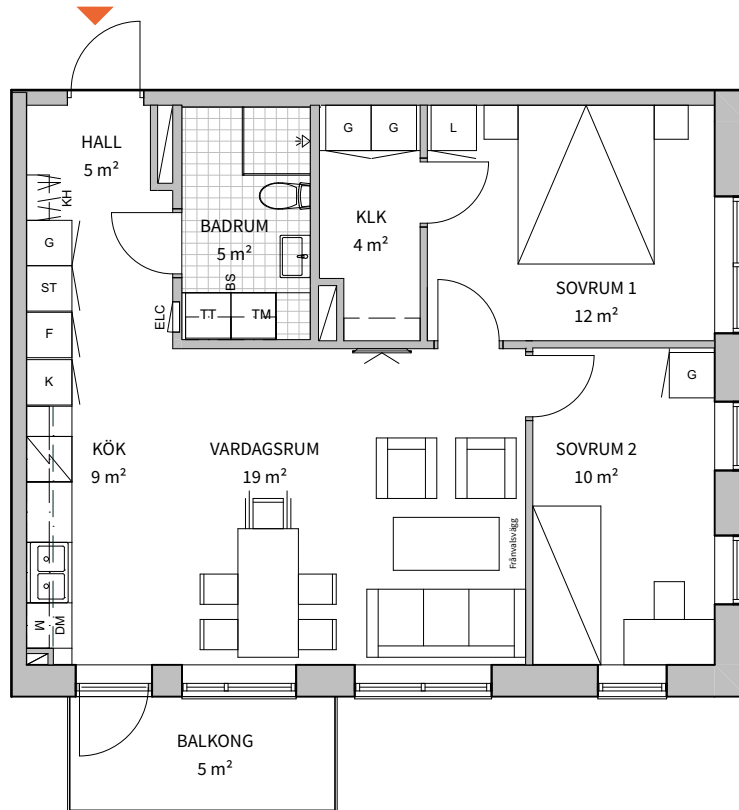 HALL
5 m²
KH
G
ST
F
K
ELC
BADRUM
5 m²
BS
TT
TM
G
G
KLK
4 m²
L
SOVRUM 1
12 m²
G
SOVRUM 2
10 m²
KÖK
9 m²
VARDAGSRUM
19 m²
Frånvalsvägg
M
DM
BALKONG
5 m²